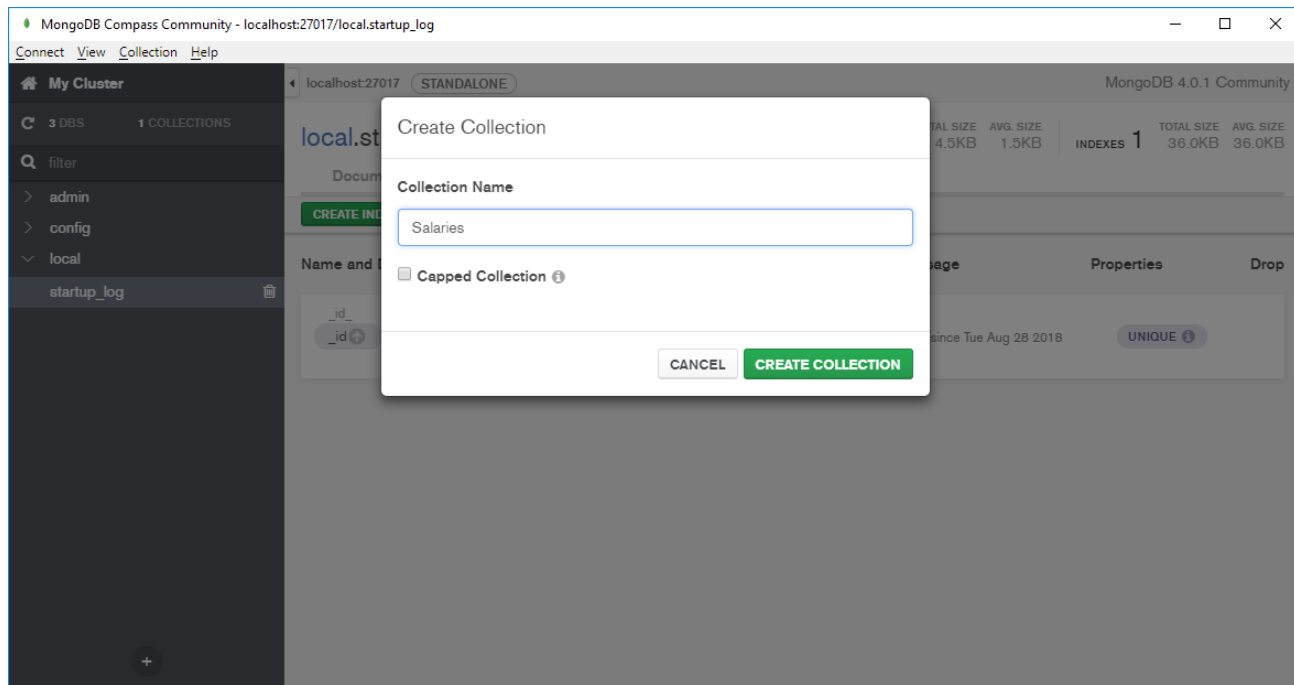 MongoDB Compass Community - localhost:27017/local.startup_log
Connect View Collection Help
My Cluster
localhost:27017 STANDALONE
MongoDB 4.0.1 Community
3 DBS 1 COLLECTIONS
filter
admin
config
local
startup_log
local.st
TAL SIZE AVG. SIZE
4.5KB 1.5KB
INDEXES 1
TOTAL SIZE AVG. SIZE
36.0KB 36.0KB
Docum
CREATE IND
Name and D
sage
Properties
Drop
_id_
_id
since Tue Aug 28 2018
UNIQUE
Create Collection
Collection Name
Salaries
Capped Collection
CANCEL
CREATE COLLECTION